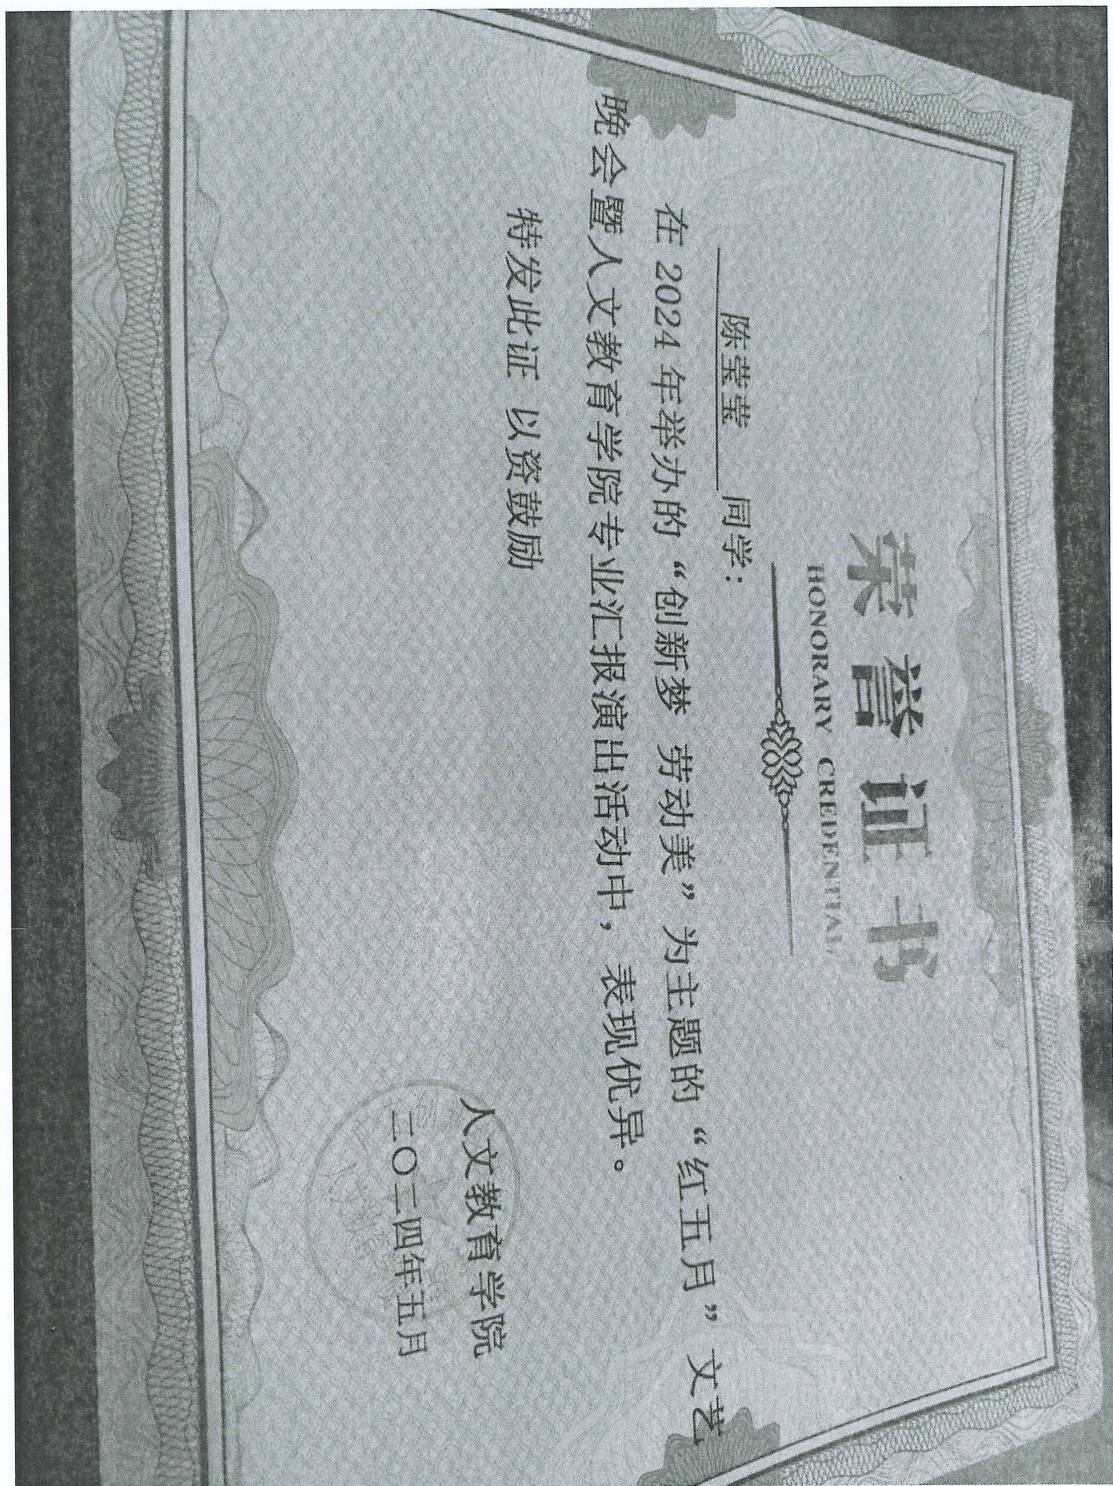 荣誉证书
HONORARY CREDENTIAL
陈莹莹 同学：
在 2024 年举办的“创新梦 劳动美”为主题的“红五月”文艺
晚会暨人文教育学院专业汇报演出活动中，表现优异。
特发此证 以资鼓励
人文教育学院
二〇二四年五月